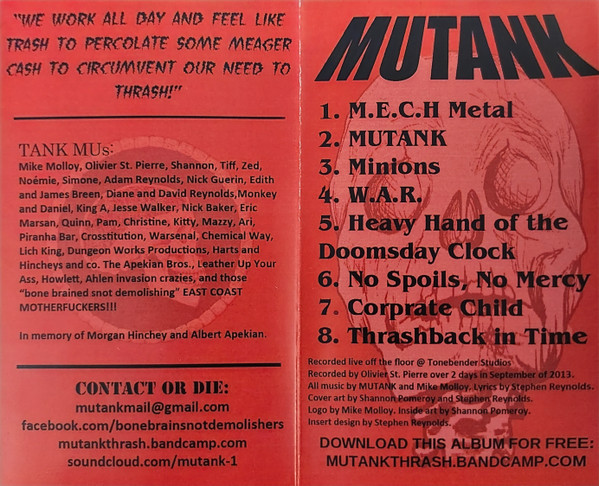 "WE WORK ALL DAY AND FEEL LIKE
TRASH TO PERCOLATE SOME MEAGER
CASH TO CIRCUMVENT OUR NEED TO
THRASH!"
TANK MUs:
Mike Molloy, Olivier St. Pierre, Shannon, Tiff, Zed,
Noémie, Simone, Adam Reynolds, Nick Guerin, Edith
and James Breen, Diane and David Reynolds,Monkey
and Daniel, King A, Jesse Walker, Nick Baker, Eric
Marsan, Quinn, Pam, Christine, Kitty, Mazzy, Ari,
Piranha Bar, Crosstitution, Warsenal, Chemical Way,
Lich King, Dungeon Works Productions, Harts and
Hincheys and co. The Apekian Bros., Leather Up Your
Ass, Howlett, Ahlen invasion crazies, and those
"bone brained snot demolishing" EAST COAST
MOTHERFUCKERS!!!
In memory of Morgan Hinchey and Albert Apekian.
CONTACT OR DIE:
mutankmail@gmail.com
facebook.com/bonebrainsnotdemolishers
mutankthrash.bandcamp.com
soundcloud.com/mutank-1
MUTANK
1. M.E.C.H Metal
2. MUTANK
3. Minions
4. W.A.R.
5. Heavy Hand of the
Doomsday Clock
6. No Spoils, No Mercy
7. Corprate Child
8. Thrashback in Time
Recorded live off the floor @ Tonebender Studios
Recorded by Olivier St. Pierre over 2 days in September of 2013.
All music by MUTANK and Mike Molloy. Lyrics by Stephen Reynolds.
Cover art by Shannon Pomeroy and Stephen Reynolds.
Logo by Mike Molloy. Inside art by Shannon Pomeroy.
Insert design by Stephen Reynolds.
DOWNLOAD THIS ALBUM FOR FREE:
MUTANKTHRASH.BANDCAMP.COM